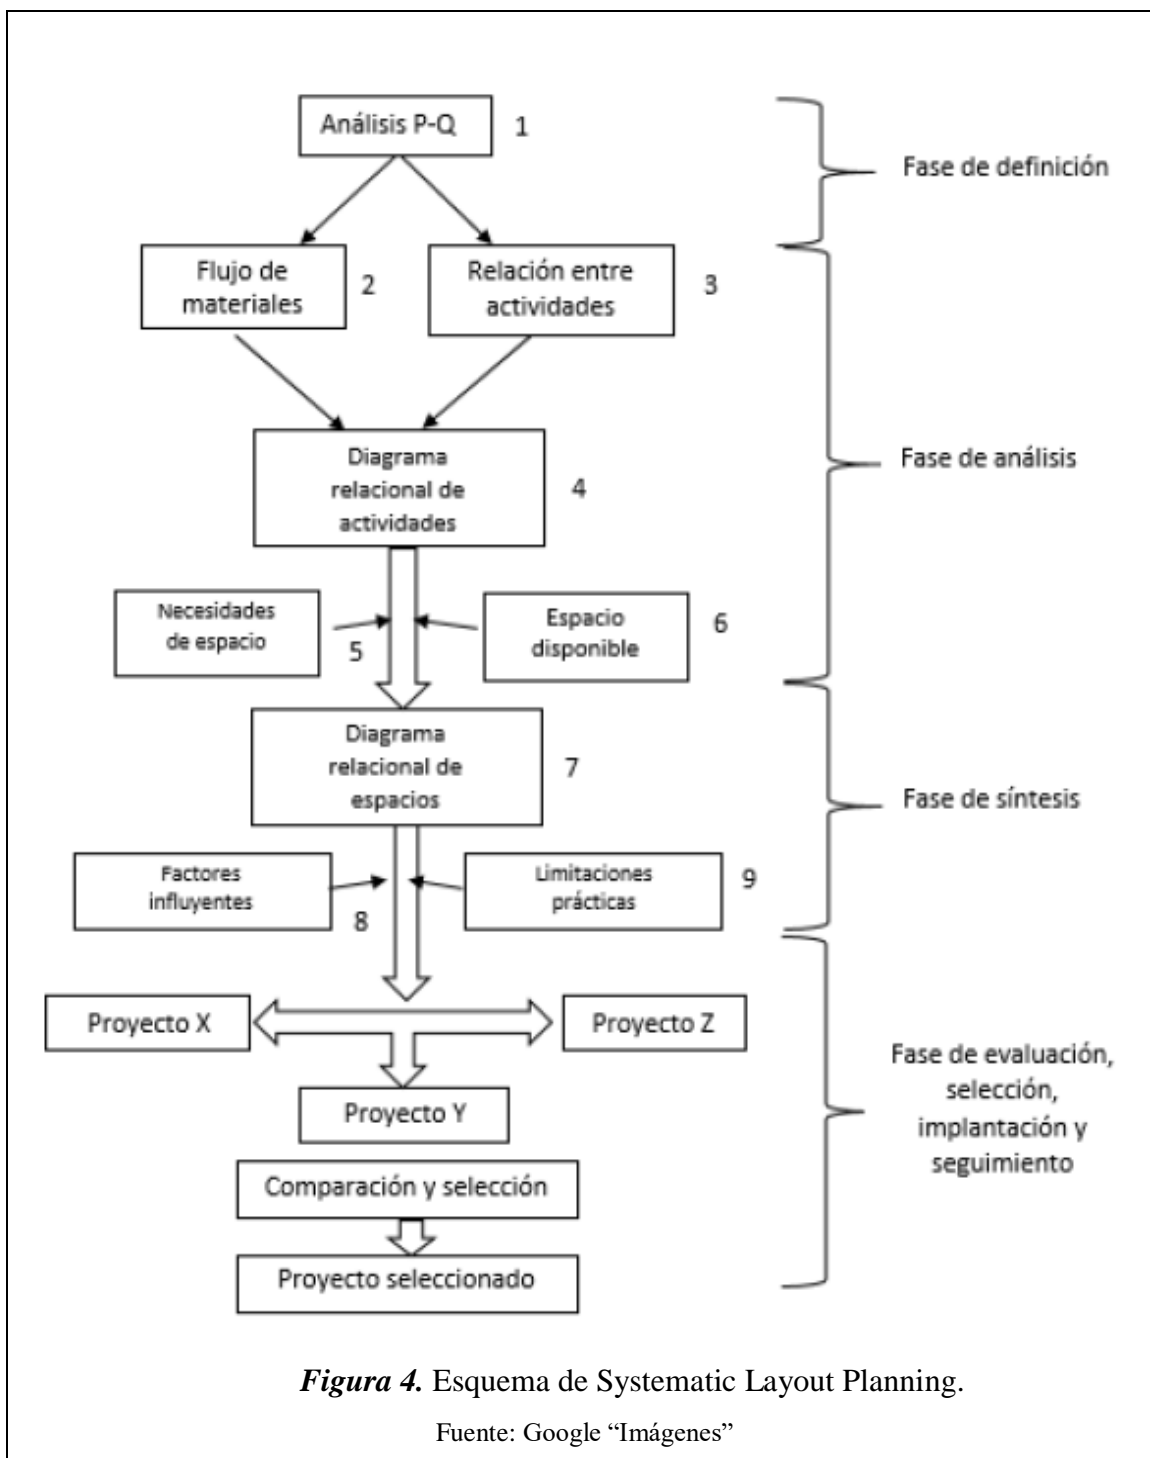 Análisis P-Q
1
Fase de definición
Flujo de
materiales
2
Relación entre
actividades
3
Diagrama
relacional de
actividades
4
Fase de análisis
Necesidades
de espacio
5
Espacio
disponible
6
Diagrama
relacional de
espacios
7
Fase de síntesis
Factores
influyentes
8
Limitaciones
prácticas
9
Proyecto X
Proyecto Z
Proyecto Y
Fase de evaluación,
selección,
implantación y
seguimiento
Comparación y selección
Proyecto seleccionado
Figura 4. Esquema de Systematic Layout Planning.
Fuente: Google “Imágenes”